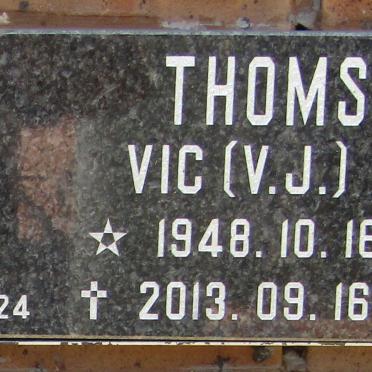 THOMS
VIC (V.J.)
☆ 1948. 10. 16
✝ 2013. 09. 16
24